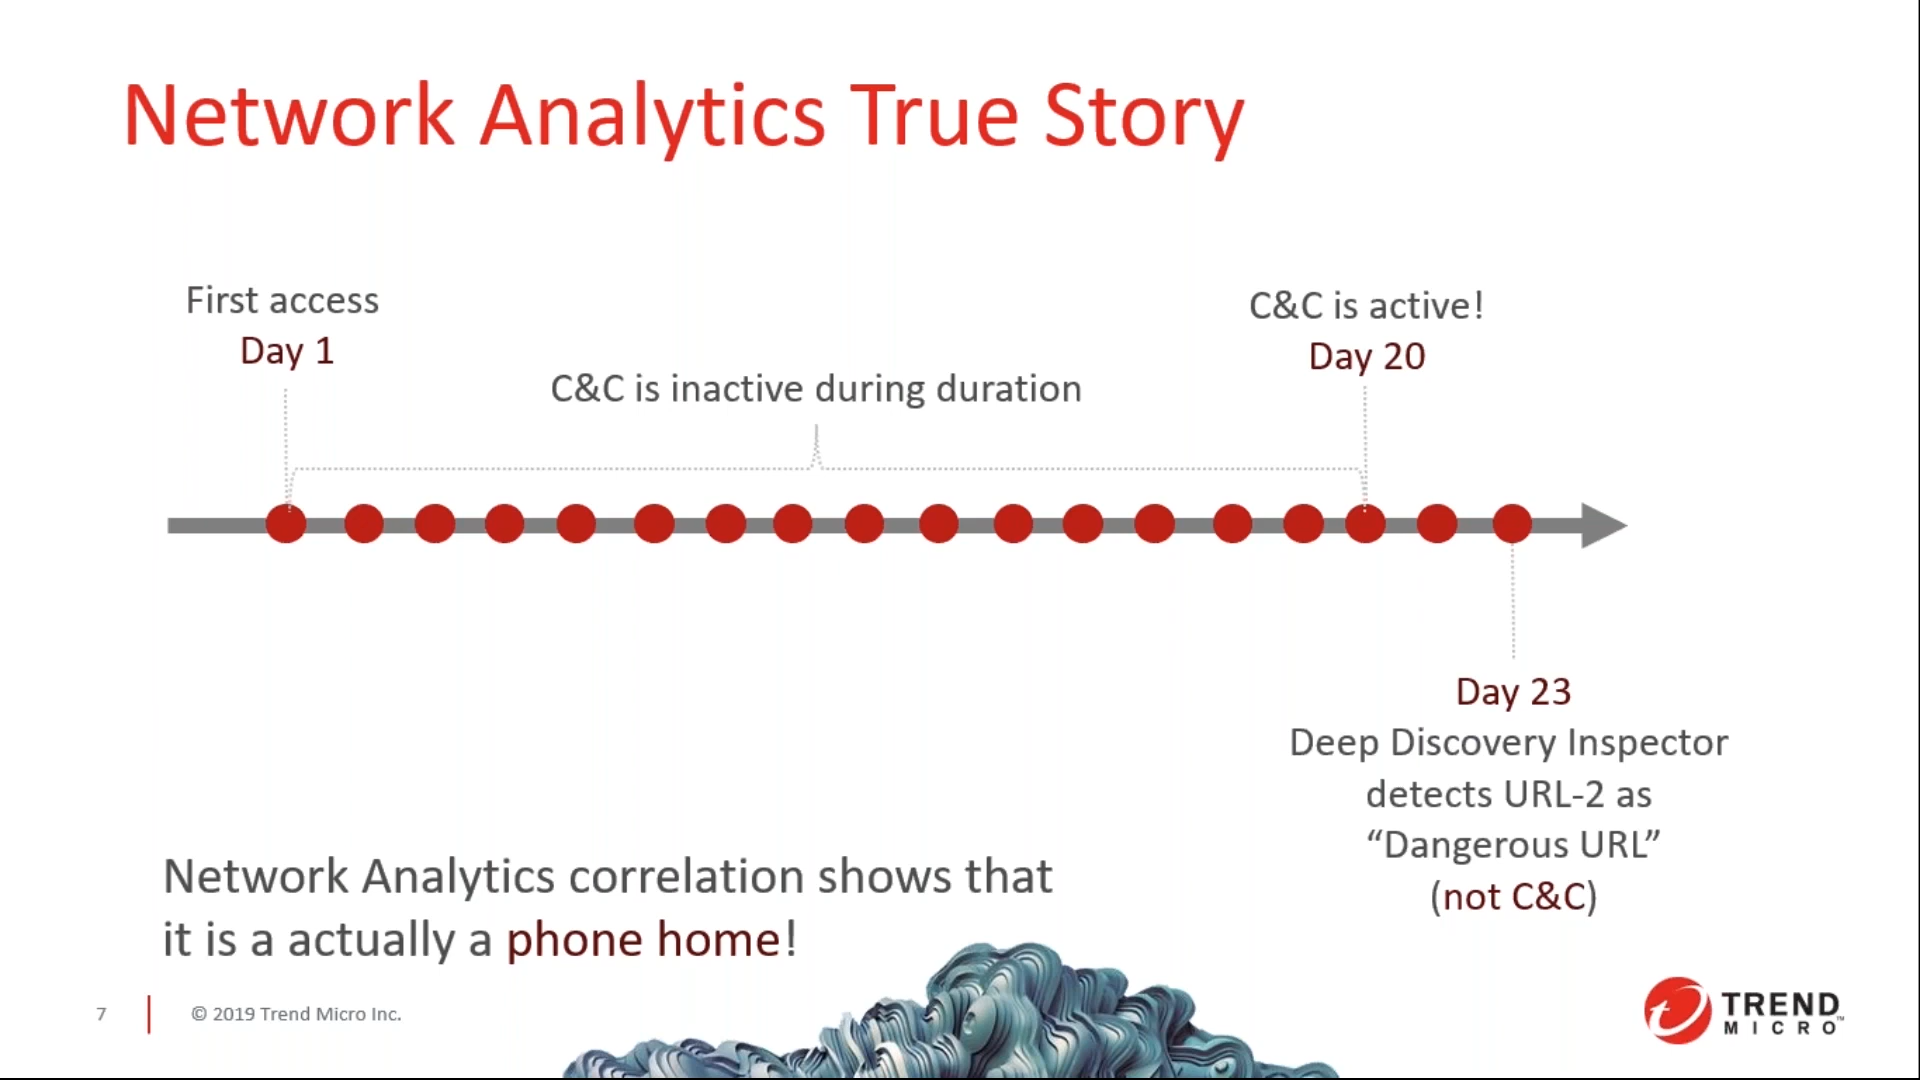 Network Analytics True Story
First access
Day 1
C&C is inactive during duration
C&C is active!
Day 20
Day 23
Deep Discovery Inspector
detects URL-2 as
“Dangerous URL”
(not C&C)
Network Analytics correlation shows that
it is a actually a phone home!
7
© 2019 Trend Micro Inc.
TREND
MICRO™